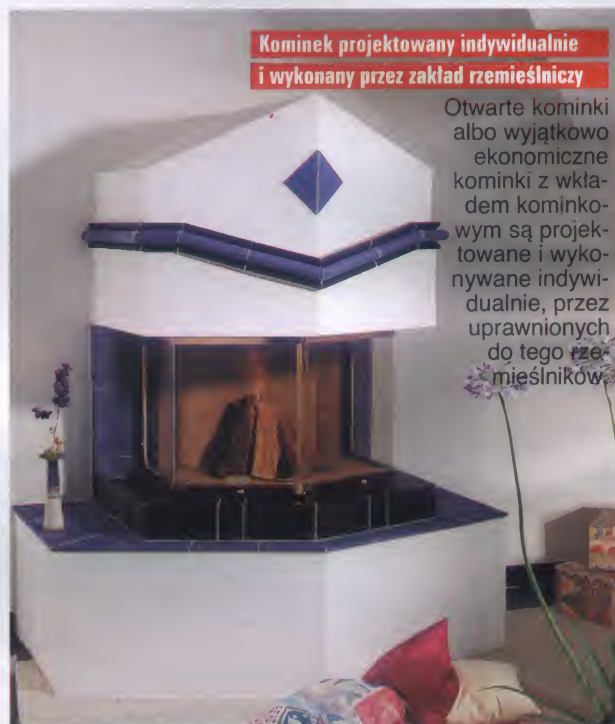 Kominek projektowany indywidualnie
i wykonany przez zakład rzemieślniczy
Otwarte kominki
albo wyjątkowo
ekonomiczne
kominki z wkła-
dem kominko-
wym są projek-
towane i wyko-
nywane indywi-
dualnie, przez
uprawnionych
do tego rze-
mieślników.